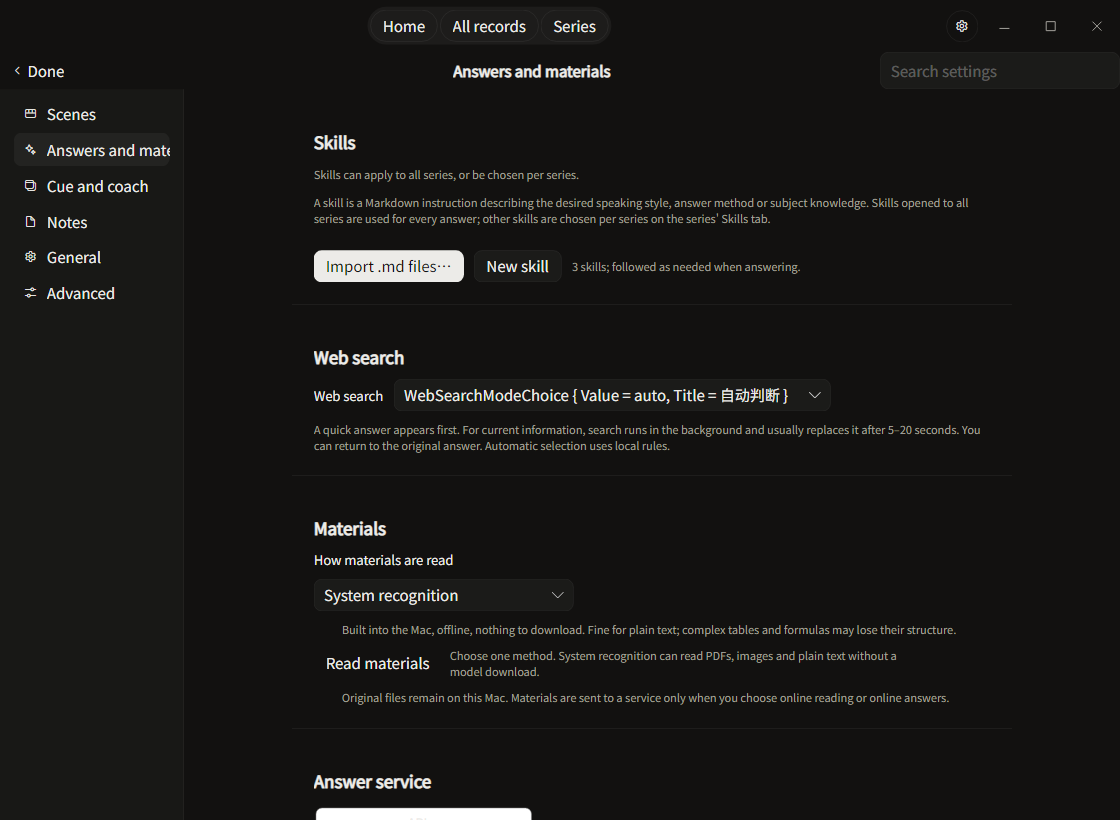 Home
All records
Series
Done
Answers and materials
Search settings
Scenes
Answers and mate
Cue and coach
Notes
General
Advanced
Skills
Skills can apply to all series, or be chosen per series.
A skill is a Markdown instruction describing the desired speaking style, answer method or subject knowledge. Skills opened to all
series are used for every answer; other skills are chosen per series on the series' Skills tab.
Import .md files···
New skill
3 skills; followed as needed when answering.
Web search
Web search
WebSearchModeChoice { Value = auto, Title = 自动判断 }
A quick answer appears first. For current information, search runs in the background and usually replaces it after 5–20 seconds. You
can return to the original answer. Automatic selection uses local rules.
Materials
How materials are read
System recognition
Built into the Mac, offline, nothing to download. Fine for plain text; complex tables and formulas may lose their structure.
Read materials
Choose one method. System recognition can read PDFs, images and plain text without a
model download.
Original files remain on this Mac. Materials are sent to a service only when you choose online reading or online answers.
Answer service